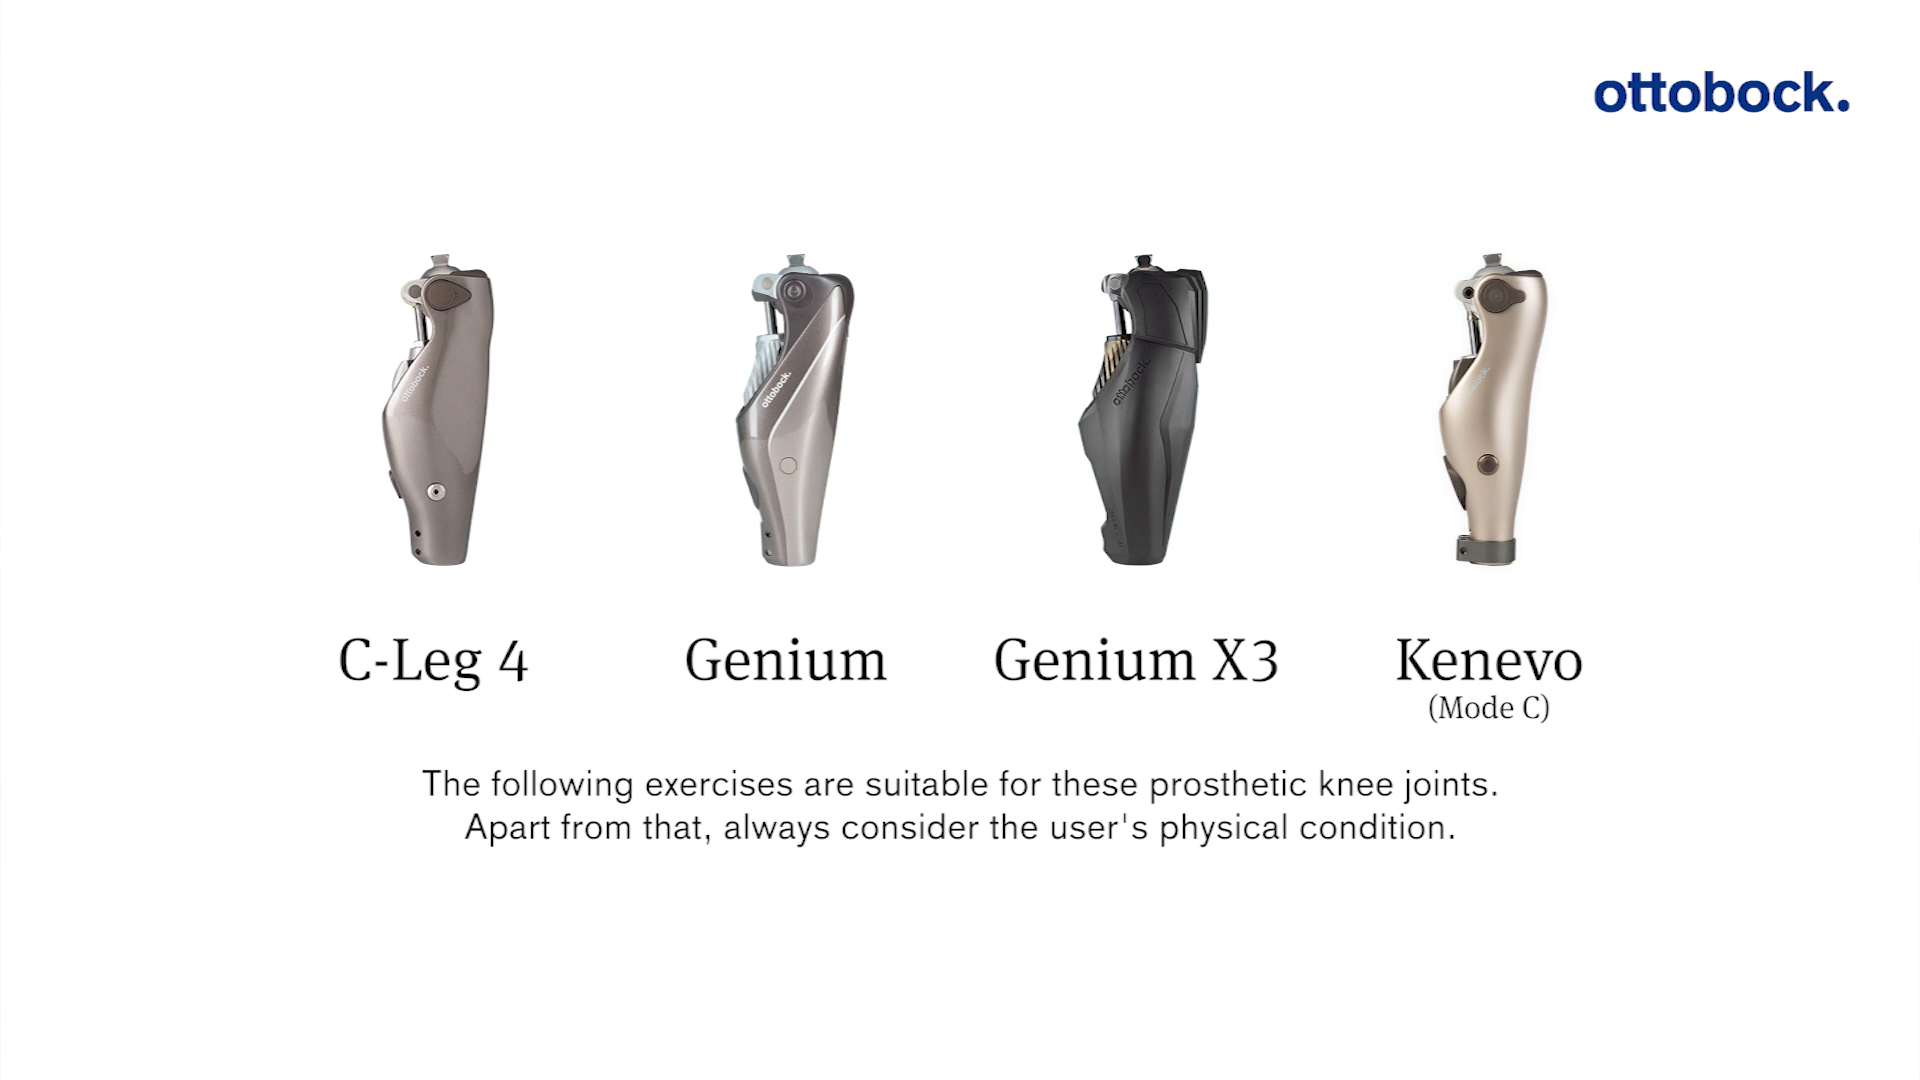 ottobock.
ottobock.
ottobock.
ottobock.
ottobock.
C-Leg 4
Genium
Genium X3
Kenevo
(Mode C)
The following exercises are suitable for these prosthetic knee joints.
Apart from that, always consider the user's physical condition.